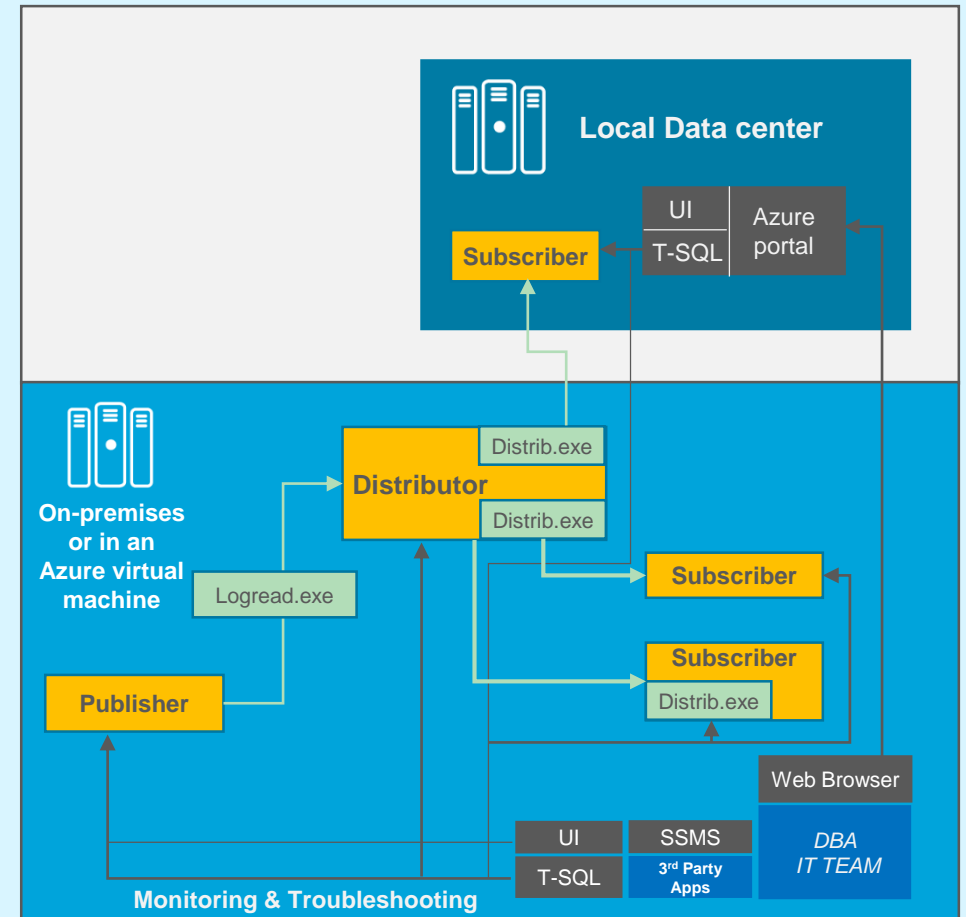 Local Data center
UI
T-SQL
Azure
portal
Subscriber
On-premises
or in an
Azure virtual
machine
Distrib.exe
Distributor
Distrib.exe
Logread.exe
Subscriber
Publisher
Subscriber
Distrib.exe
Web Browser
DBA
IT TEAM
UI
T-SQL
SSMS
3rd Party
Apps
Monitoring & Troubleshooting